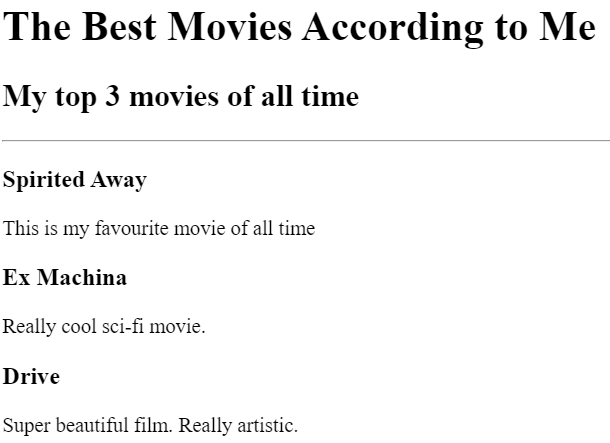 The Best Movies According to Me
My top 3 movies of all time
Spirited Away
This is my favourite movie of all time
Ex Machina
Really cool sci-fi movie.
Drive
Super beautiful film. Really artistic.